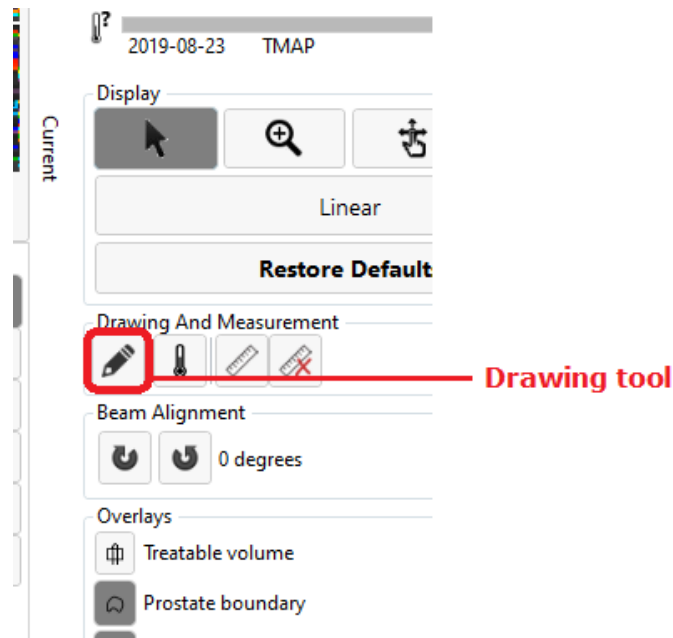 ?
2019-08-23 TMAP
Current
Display
Linear
Restore Default
Drawing And Measurement
Drawing tool
Beam Alignment
0 degrees
Overlays
Treatable volume
Prostate boundary